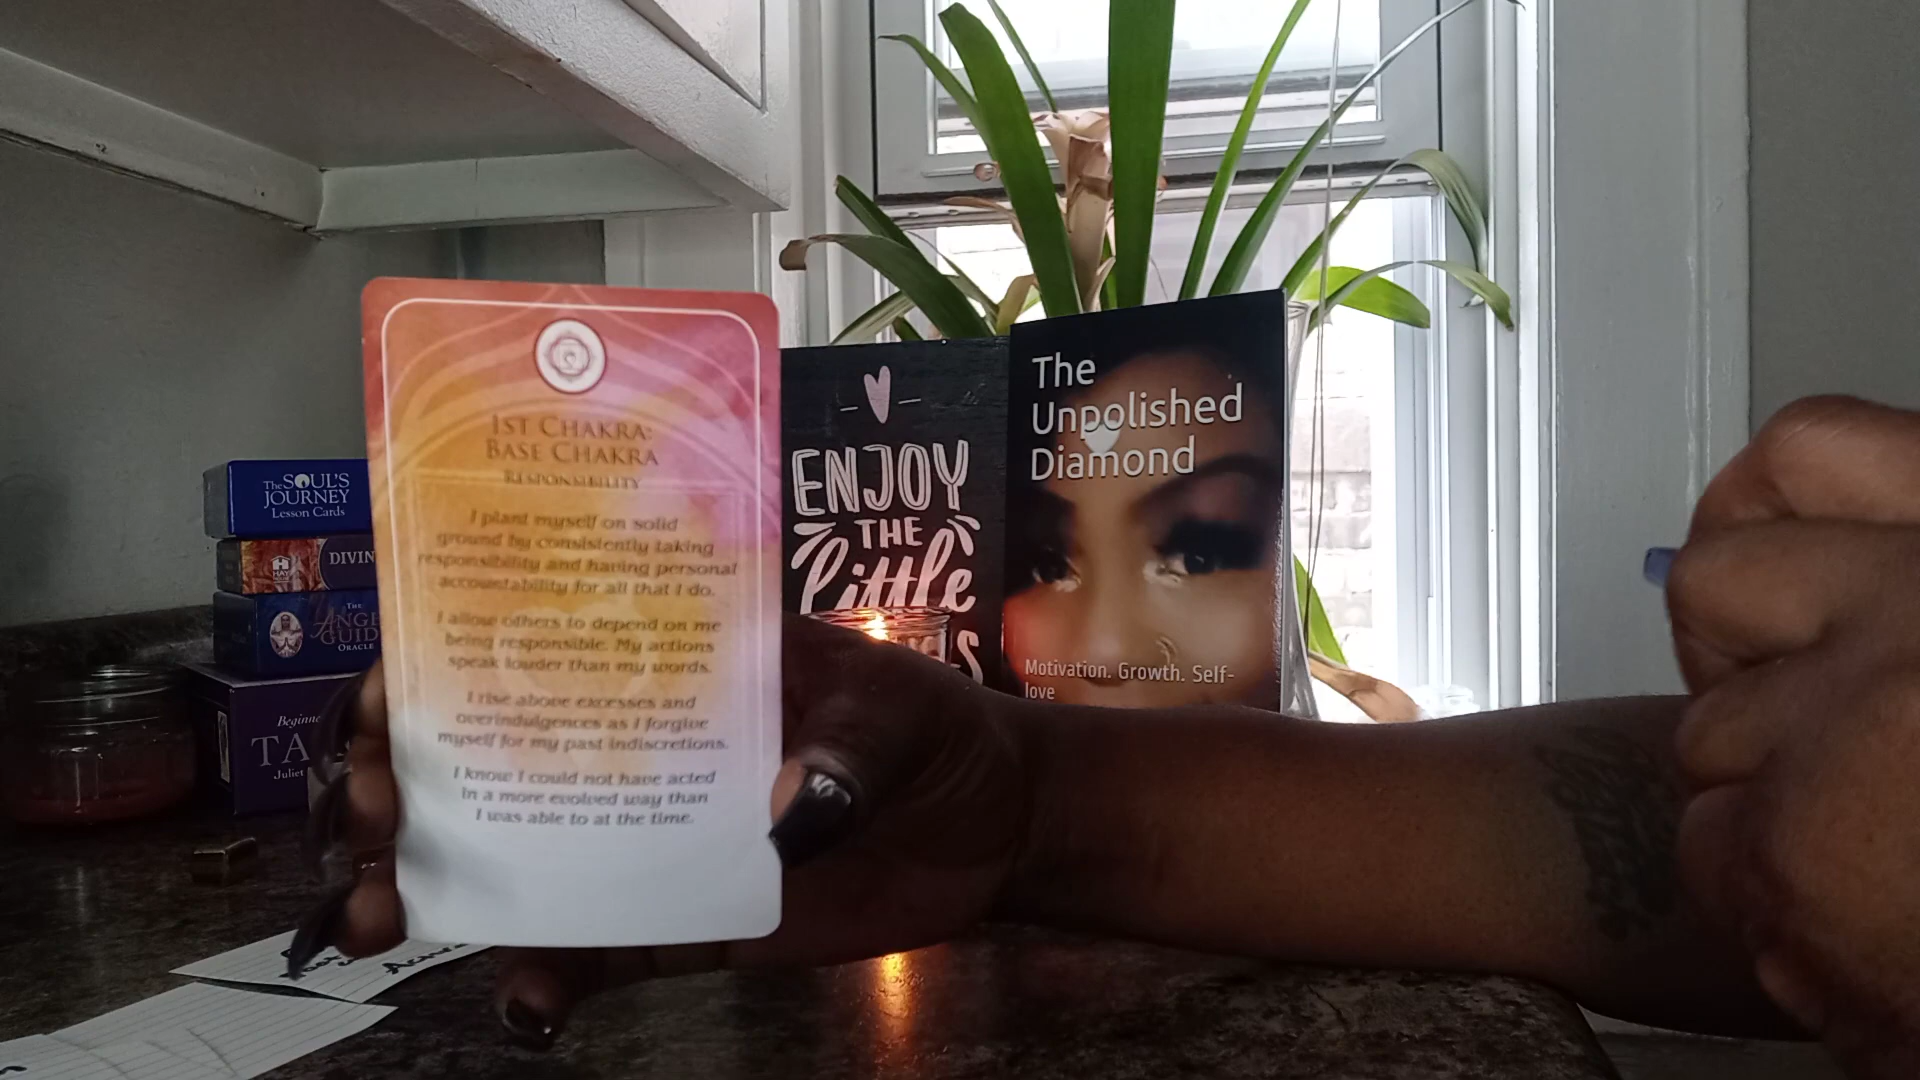 1ST CHAKRA:
BASE CHAKRA
RESPONSIBILITY
I plant myself on solid
ground by consistently taking
responsibility and having personal
accountability for all that I do.
I allow others to depend on me
being responsible. My actions
speak louder than my words.
I rise above excesses and
overindulgences as I forgive
myself for my past indiscretions.
I know I could not have acted
in a more evolved way than
I was able to at the time.
The SOUL'S
JOURNEY
Lesson Cards
HAY
DIVIN
THE
ANGE
GUID
ORACLE
Beginne
TA
Juliet
ENJOY
THE
little
The
Unpolished
Diamond
Motivation. Growth. Self-
love